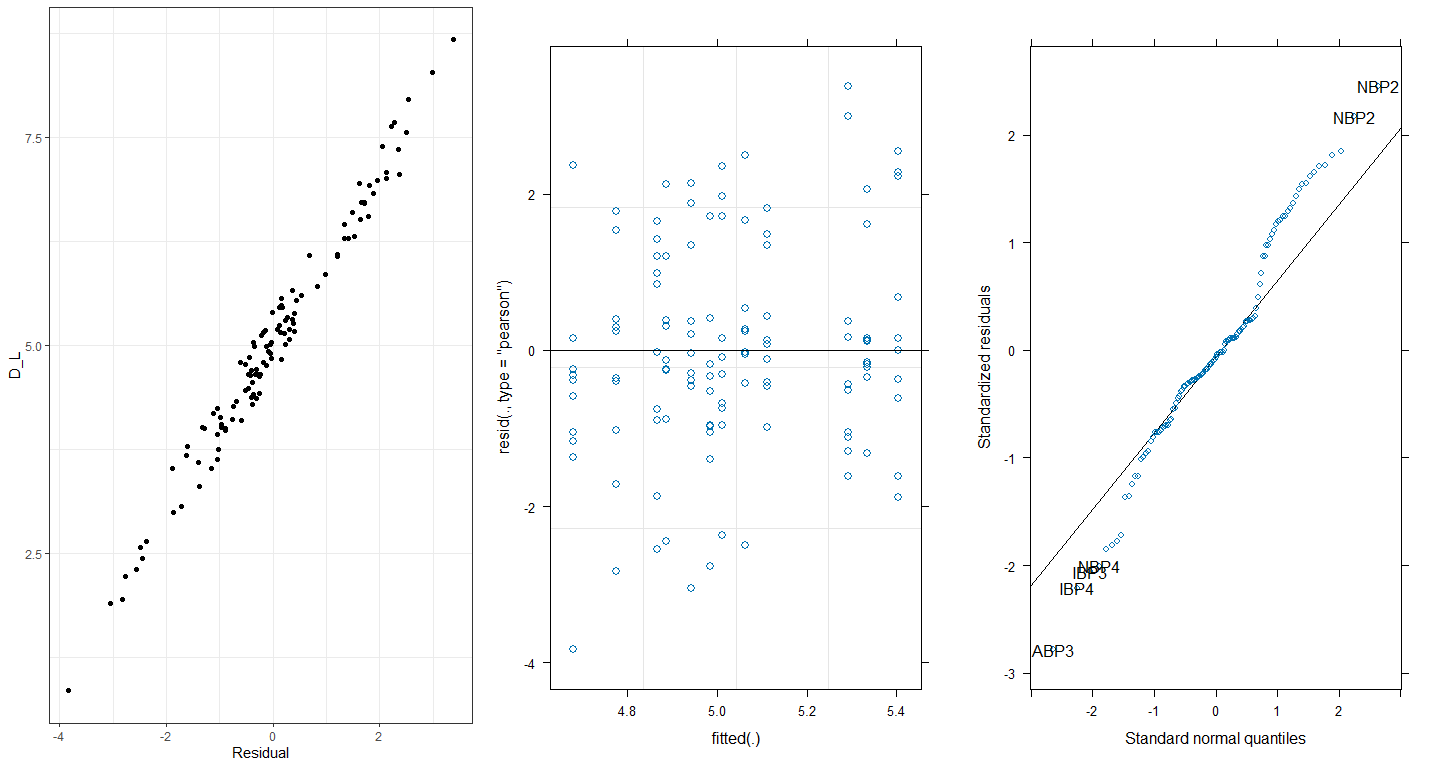 D_L
7.5
5.0
2.5
-4
-2
0
2
Residual
resid(., type = "pearson")
2
0
-2
-4
4.8
5.0
5.2
5.4
fitted(.)
Standardized residuals
2
1
0
-1
-2
-3
NBP2
NBP2
NBP4
IBP3
IBP4
ABP3
-2
-1
0
1
2
Standard normal quantiles